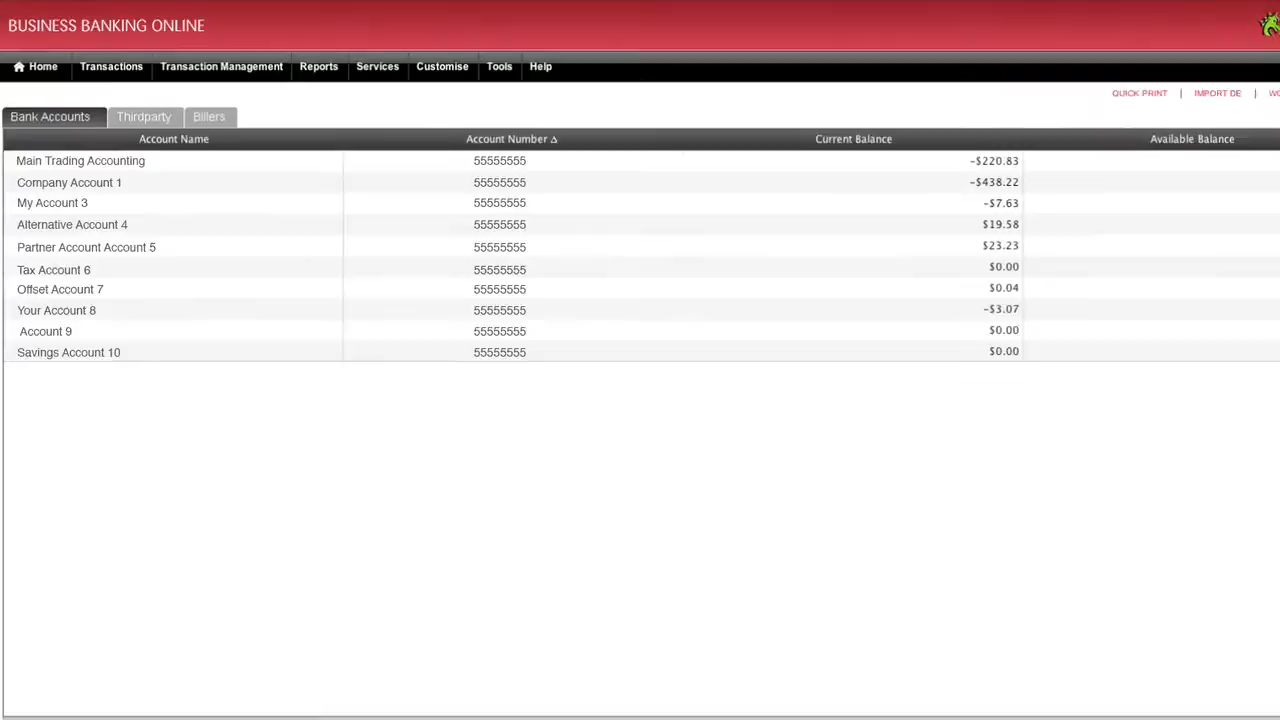 BUSINESS BANKING ONLINE
Home Transactions Transaction Management Reports Services Customise Tools Help
QUICK PRINT | IMPORT DE |
Bank Accounts Thirdparty Billers
Account Name Account Number Current Balance Available Balance
Main Trading Accounting 55555555 -$220.83
Company Account 1 55555555 -$438.22
My Account 3 55555555 -$7.63
Alternative Account 4 55555555 $19.58
Partner Account Account 5 55555555 $23.23
Tax Account 6 55555555 $0.00
Offset Account 7 55555555 $0.04
Your Account 8 55555555 -$3.07
Account 9 55555555 $0.00
Savings Account 10 55555555 $0.00